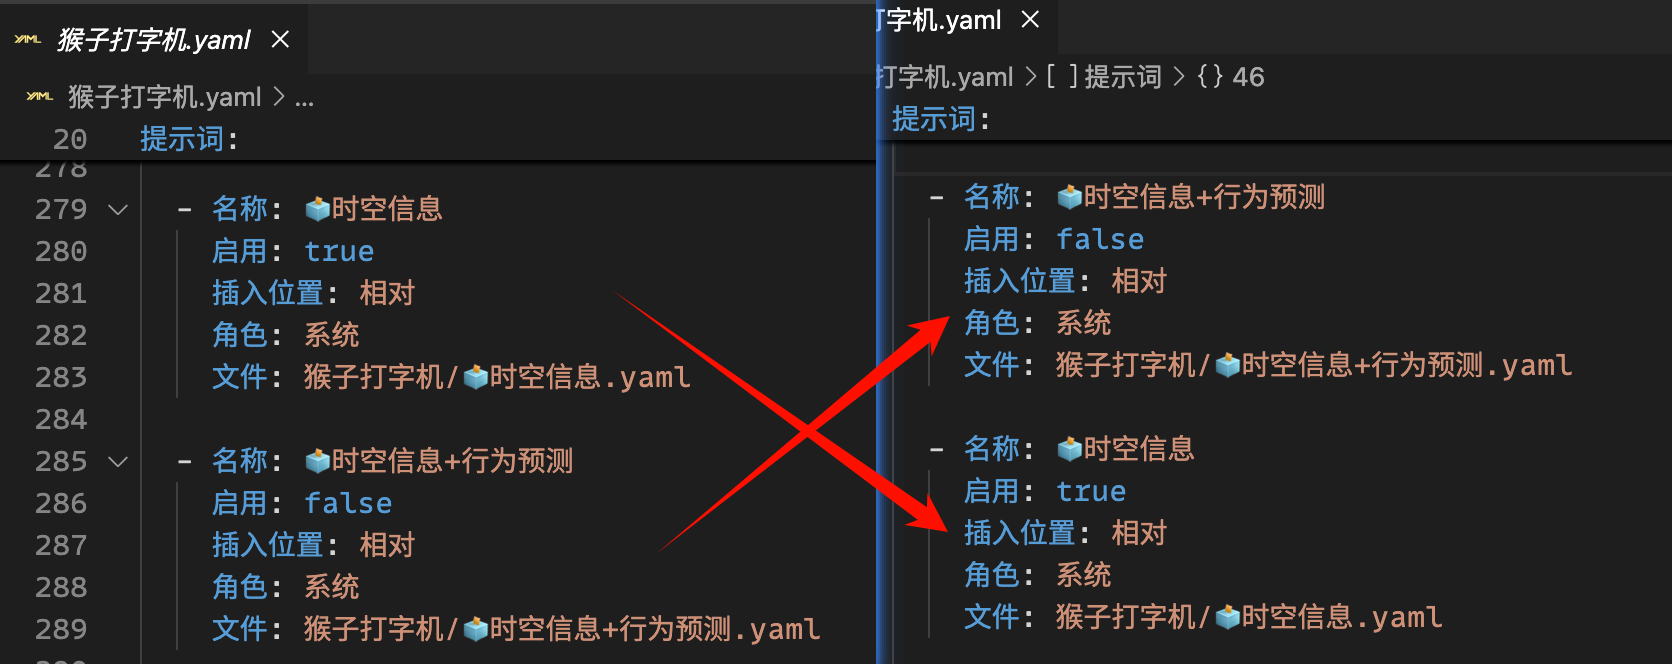 YAML 猴子打字机.yaml ×
YAML 猴子打字机.yaml > ...
20 提示词:
278
279 - 名称: 🗳️时空信息
280 启用: true
281 插入位置: 相对
282 角色: 系统
283 文件: 猴子打字机/🗳️时空信息.yaml
284
285 - 名称: 🗳️时空信息+行为预测
286 启用: false
287 插入位置: 相对
288 角色: 系统
289 文件: 猴子打字机/🗳️时空信息+行为预测.yaml
字机.yaml ×
打字机.yaml > [ ] 提示词 > {} 46
提示词:
- 名称: 🗳️时空信息+行为预测
启用: false
插入位置: 相对
角色: 系统
文件: 猴子打字机/🗳️时空信息+行为预测.yaml
- 名称: 🗳️时空信息
启用: true
插入位置: 相对
角色: 系统
文件: 猴子打字机/🗳️时空信息.yaml